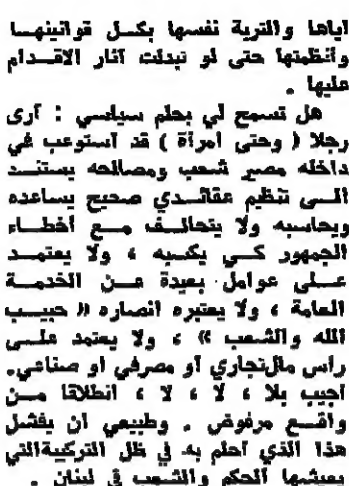 اياها والتربة نفسها بكل قوانينها
وأنظمتها حتى لو تبدلت آثار الاقدام
عليها .
هل تسمح لي بحلم سياسي : أرى
رجلا ( وحتى امرأة ) قد استوعب في
داخله مصير شعب ومصالحه يستند
الى تنظيم عقائدي صحيح يساعده
ويحاسبه ولا يتحالف مع أخطاء
الجمهور كي يكسبه ، ولا يعتمد
على عوامل بعيدة عن الخدمة
العامة ، ولا يعتبره انصاره « حبيب
الله والشعب » ، ولا يعتمد على
راس مال تجاري أو مصرفي او صناعي.
اجيب بلا ، لا ، لا ، انطلاقا من
واقع مرفوض . وطبيعي ان يفشل
هذا الذي احلم به في ظل التركيبة التي
يعيشها الحكم والشعب في لبنان .